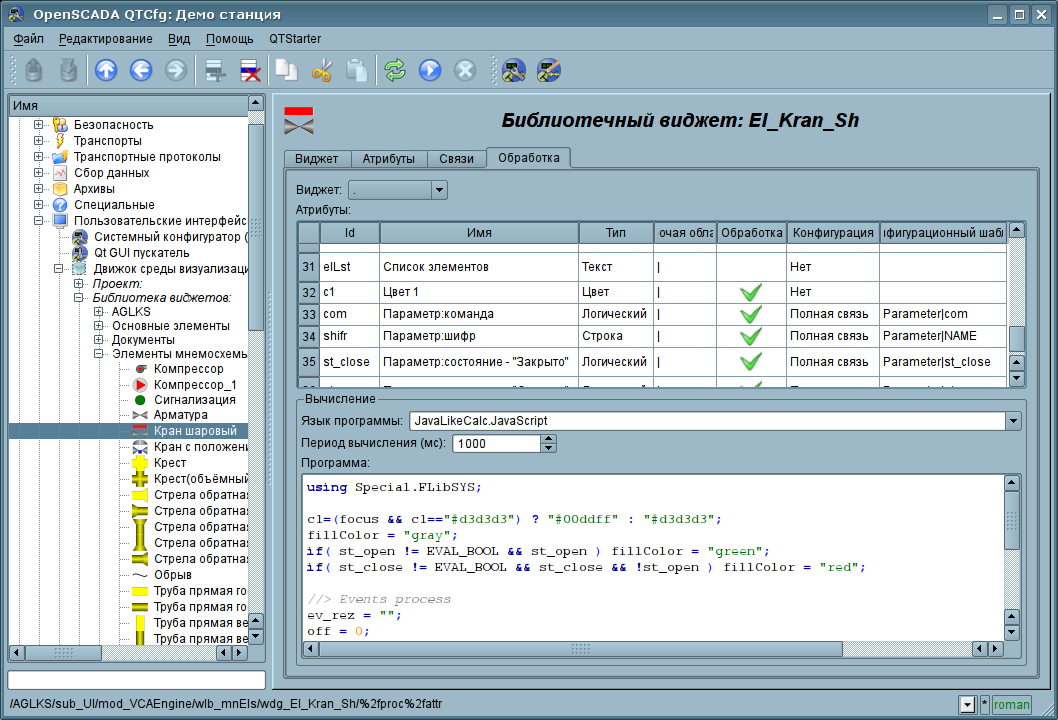 OpenSCADA QTCfg: Демо станция
Файл Редактирование Вид Помощь QTStarter
Имя
Безопасность
Транспорты
Транспортные протоколы
Сбор данных
Архивы
Специальные
Пользовательские интерфейс
Системный конфигуратор (
Qt GUI пускатель
Движок среды визуализаци
Проект:
Библиотека виджетов:
AGLKS
Основные элементы
Документы
Элементы мнемосхемь
Компрессор
Компрессор_1
Сигнализация
Арматура
Кран шаровый
Кран с положени
Крест
Крест(объёмный
Стрела обратная
Стрела обратна
Стрела обратная
Стрела обратная
Стрела обратна
Обрыв
Труба прямая го
Труба прямая го
Труба прямая ве
Труба прямая ве
Библиотечный виджет: El_Kran_Sh
Виджет Атрибуты Связи Обработка
Виджет: .
Атрибуты:
Id Имя Тип очая обла Обработка Конфигурация нфигурационный шабл
31 elLst Список элементов Текст | Нет
32 c1 Цвет 1 Цвет | Нет
33 com Параметр:команда Логический | Полная связь Parameter|com
34 shifr Параметр:шифр Строка | Полная связь Parameter|NAME
35 st_close Параметр:состояние - "Закрыто" Логический | Полная связь Parameter|st_close
Вычисление
Язык программы: JavaLikeCalc.JavaScript
Период вычисления (мс): 1000
Программа:
using Special.FLibSYS;
c1=(focus && c1=="#d3d3d3") ? "#00ddff" : "#d3d3d3";
fillColor = "gray";
if( st_open != EVAL_BOOL && st_open ) fillColor = "green";
if( st_close != EVAL_BOOL && st_close && !st_open ) fillColor = "red";
//> Events process
ev_rez = "";
off = 0;
/AGLKS/sub_UI/mod_VCAEngine/wlb_mnEls/wdg_El_Kran_Sh/%2fproc%2fattr
* roman